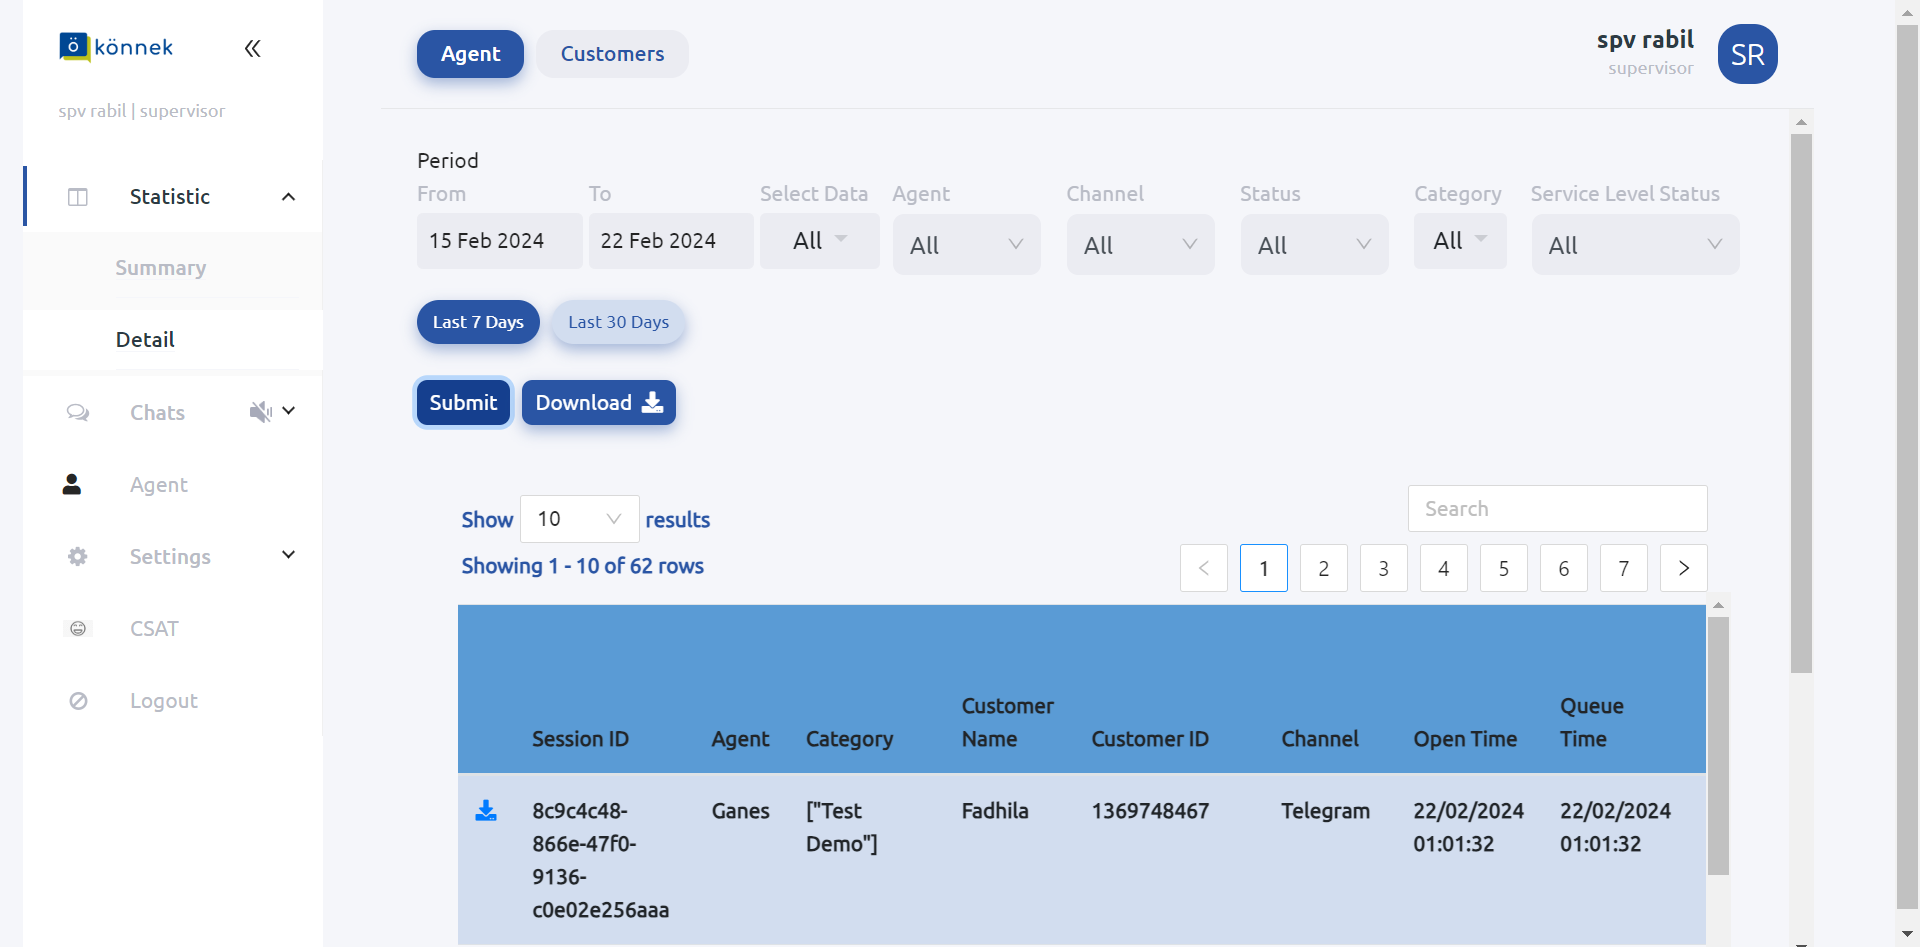 ö könnek
spv rabil | supervisor
Statistic
Summary
Detail
Chats
Agent
Settings
CSAT
Logout
Agent
Customers
spv rabil
supervisor
SR
Period
From
To
Select Data
Agent
Channel
Status
Category
Service Level Status
15 Feb 2024
22 Feb 2024
All
All
All
All
All
All
Last 7 Days
Last 30 Days
Submit
Download
Show 10 results
Showing 1 - 10 of 62 rows
Search
< 1 2 3 4 5 6 7 >
Session ID
Agent
Category
Customer
Name
Customer ID
Channel
Open Time
Queue
Time
8c9c4c48-
866e-47f0-
9136-
c0e02e256aaa
Ganes
["Test
Demo"]
Fadhila
1369748467
Telegram
22/02/2024
01:01:32
22/02/2024
01:01:32